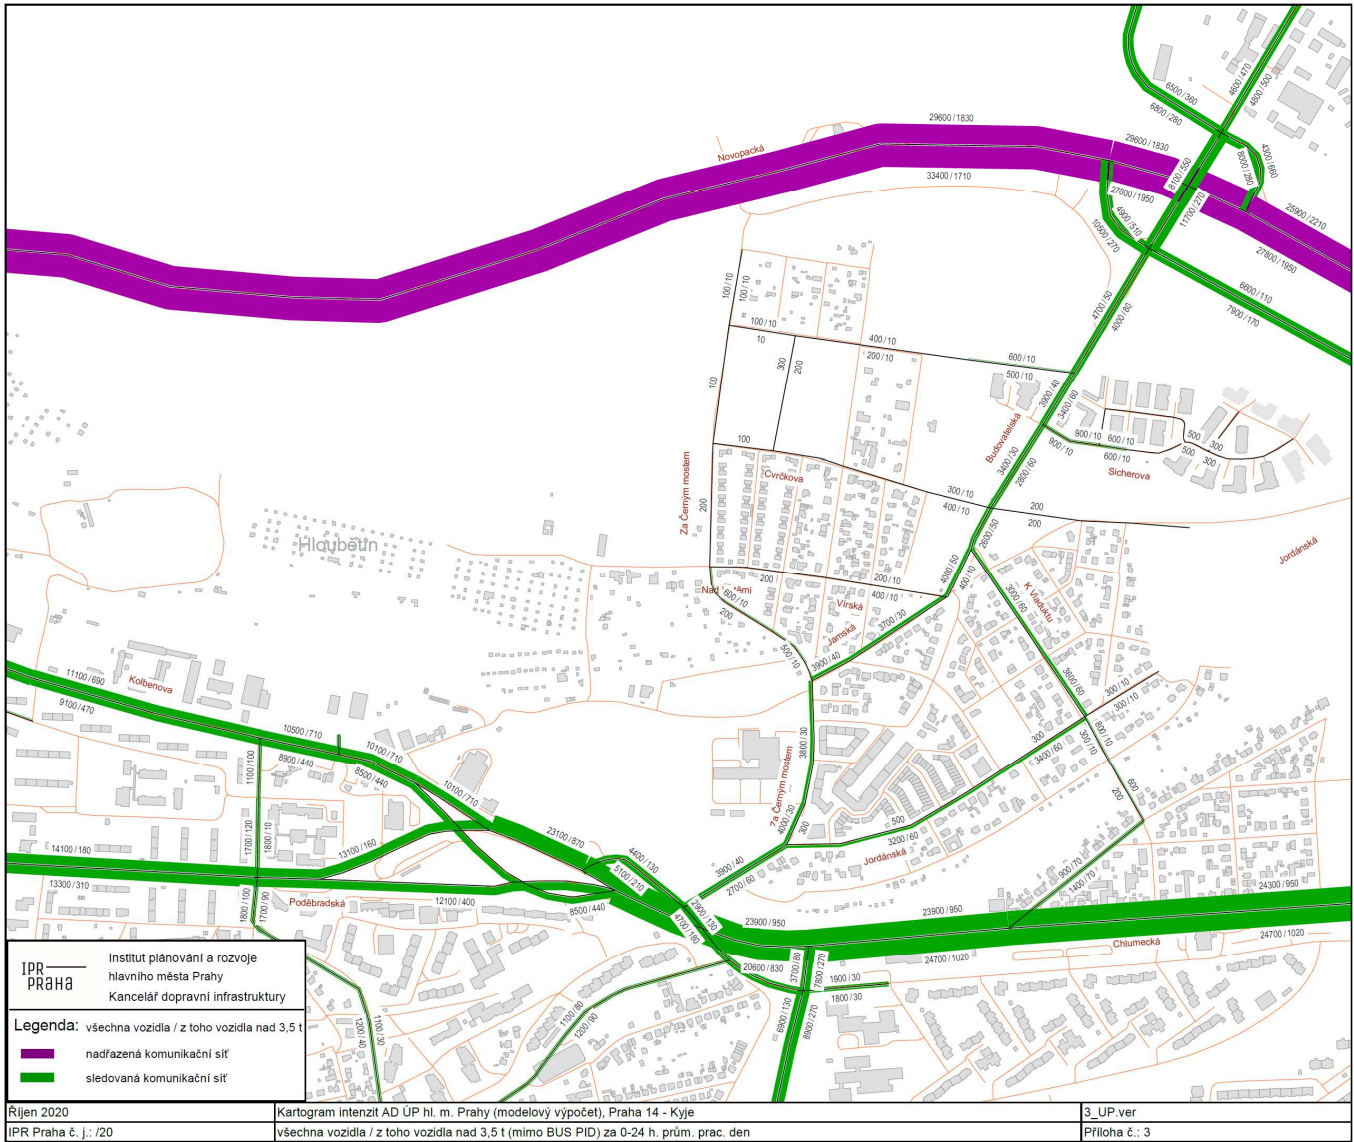 6500 / 360
6800 / 280
4600 / 470
4800 / 500
29600 / 1830
29600 / 1830
Novopacká
33400 / 1710
27000 / 1950
8100 / 550
11700 / 270
8000 / 280
4300 / 660
25900 / 2210
27800 / 1950
4900 / 510
10500 / 270
6600 / 110
7900 / 170
100 / 10
100 / 10
4700 / 50
4000 / 80
100 / 10
10
400 / 10
200 / 10
600 / 10
500 / 10
300
200
100
3900 / 40
3400 / 60
Budovatelská
100
900 / 10
600 / 10
900 / 10
600 / 10
500
300
500
300
Sicherova
3400 / 30
2800 / 60
Za Černým mostem
200
Cvrčkova
300 / 10
400 / 10
200
200
Hloubětín
2600 / 50
Jordánská
4000 / 50
400 / 10
200
200 / 10
400 / 10
600 / 10
200
Vírská
Jamská
3700 / 30
3900 / 40
500 / 10
K Viaduktu
3000 / 60
3600 / 60
11100 / 690
9100 / 470
Kolbenova
300 / 10
300 / 10
800 / 10
300 / 10
300
3400 / 60
10500 / 710
8900 / 440
10100 / 710
8500 / 440
10100 / 710
1100 / 100
3800 / 30
Za Černým mostem
4000 / 30
300
600
200
500
3200 / 60
Jordánská
23100 / 870
1700 / 120
1800 / 10
13100 / 160
14100 / 180
13300 / 310
4400 / 130
5100 / 210
3900 / 40
2700 / 60
900 / 70
1400 / 70
1800 / 100
1700 / 90
Poděbradská
12100 / 400
8500 / 440
2900 / 130
4700 / 180
23900 / 950
23900 / 950
24300 / 950
24700 / 1020
24700 / 1020
Chlumecká
20600 / 830
3700 / 80
7800 / 270
1900 / 30
1800 / 30
6900 / 130
8900 / 270
1100 / 80
1200 / 90
1100 / 30
1200 / 40
IPR
PRAHA
Institut plánování a rozvoje
hlavního města Prahy
Kancelář dopravní infrastruktury
Legenda: všechna vozidla / z toho vozidla nad 3,5 t
nadřazená komunikační síť
sledovaná komunikační síť
Říjen 2020
Kartogram intenzit AD ÚP hl. m. Prahy (modelový výpočet), Praha 14 - Kyje
3_UP.ver
IPR Praha č. j.: /20
všechna vozidla / z toho vozidla nad 3,5 t (mimo BUS PID) za 0-24 h. prům. prac. den
Příloha č.: 3